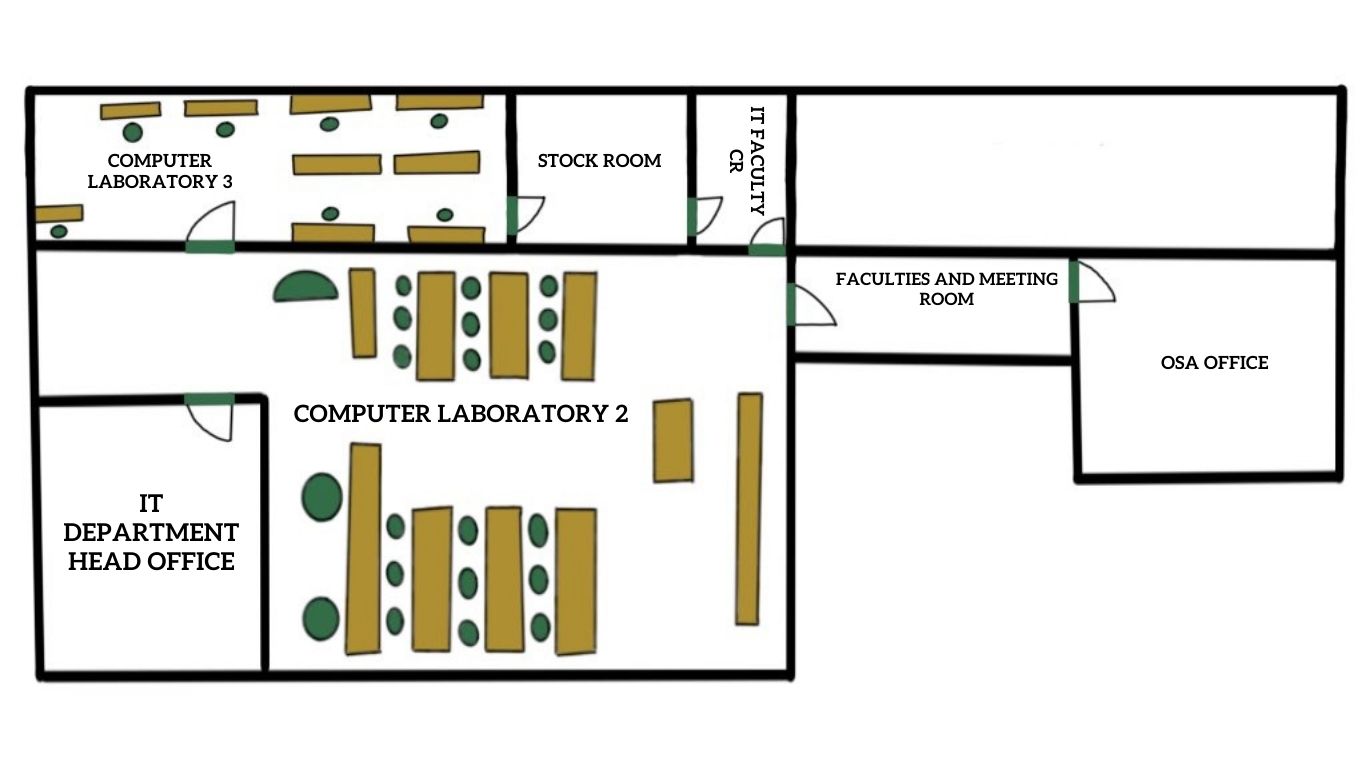 COMPUTER
LABORATORY 3
STOCK ROOM
IT FACULTY
CR
FACULTIES AND MEETING
ROOM
OSA OFFICE
COMPUTER LABORATORY 2
IT
DEPARTMENT
HEAD OFFICE